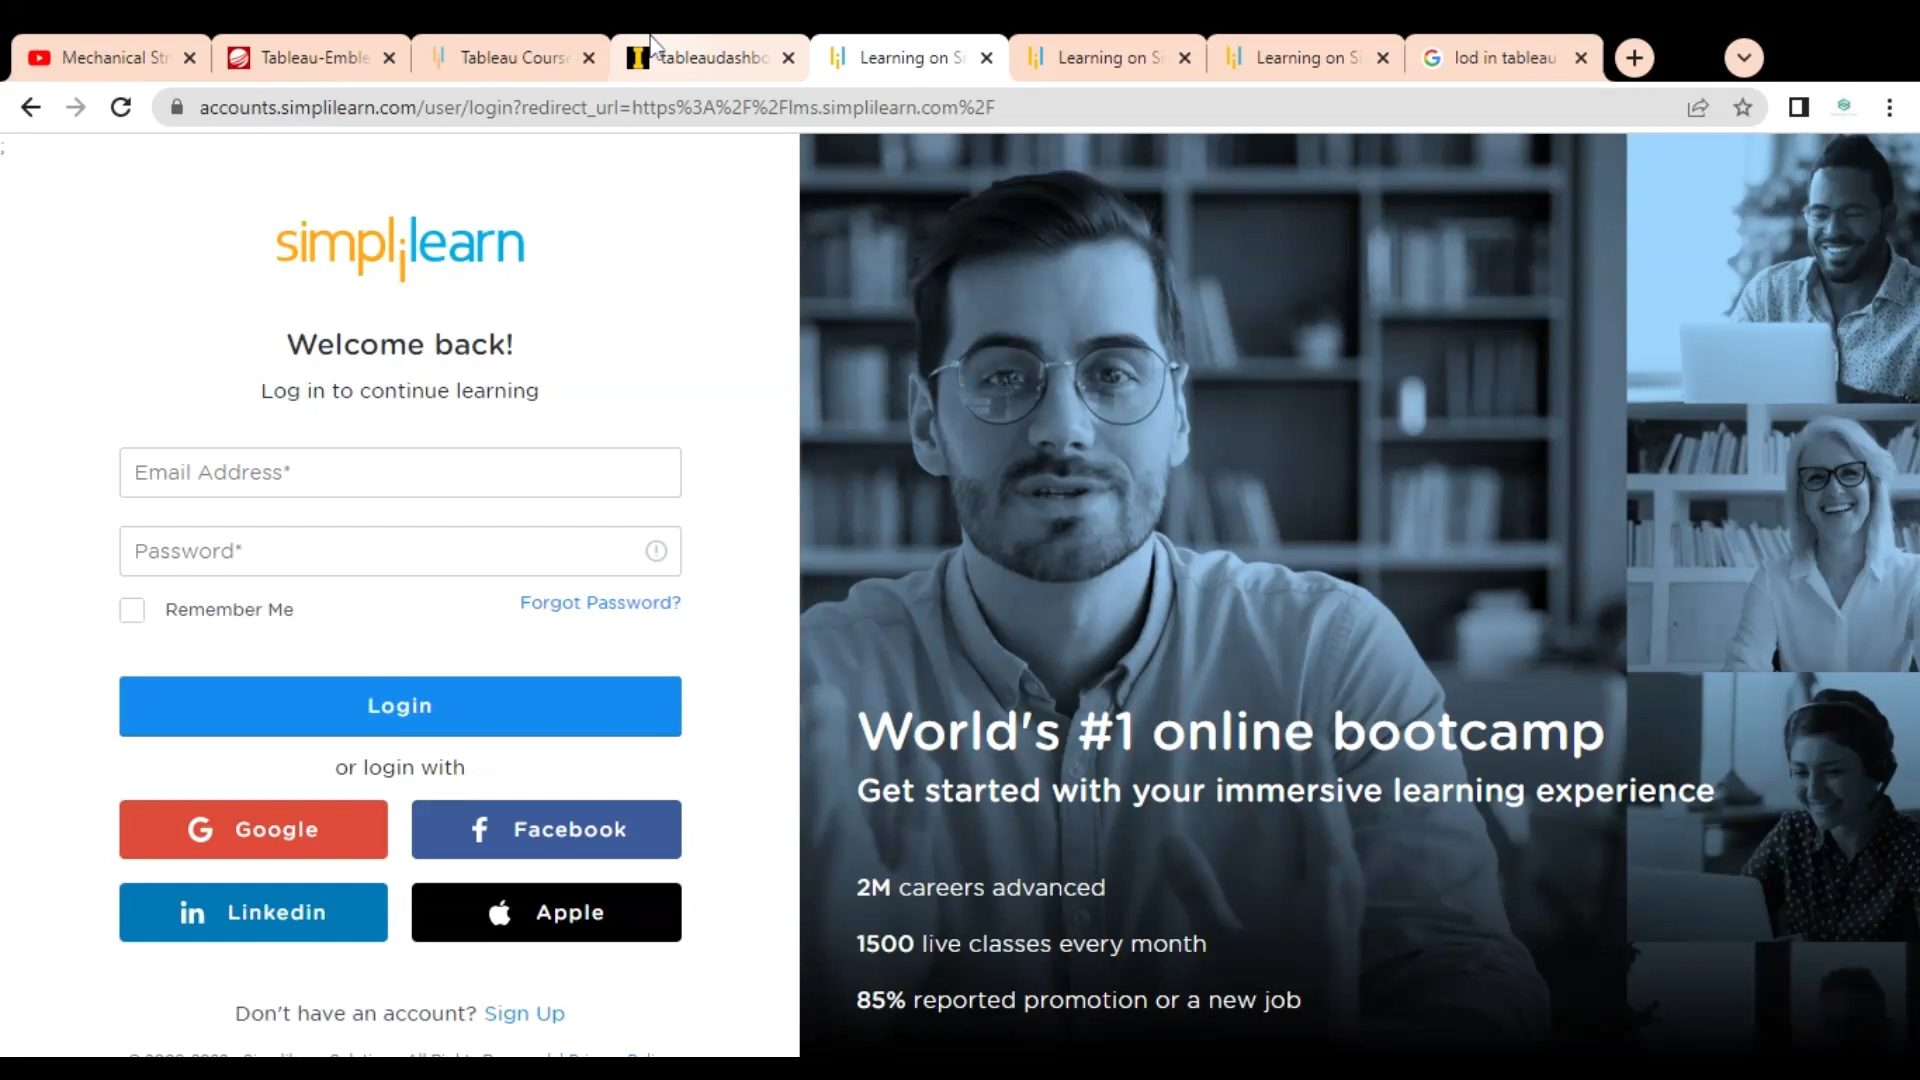 Mechanical Str
Tableau-Emble
Tableau Cours
tableaudashbo
Learning on S
Learning on S
Learning on S
lod in tableau
accounts.simplilearn.com/user/login?redirect_url=https%3A%2F%2Flms.simplilearn.com%2F
;
simplilearn
Welcome back!
Log in to continue learning
Email Address*
Password*
Remember Me
Forgot Password?
Login
or login with
Google
Facebook
in Linkedin
Apple
Don't have an account? Sign Up
World's #1 online bootcamp
Get started with your immersive learning experience
2M careers advanced
1500 live classes every month
85% reported promotion or a new job